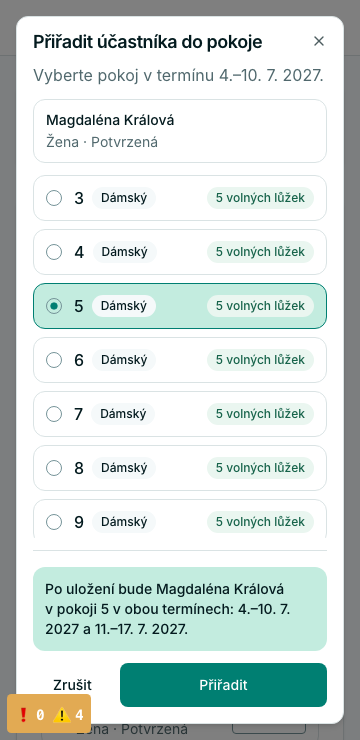 Přiřadit účastníka do pokoje
Vyberte pokoj v termínu 4.–10. 7. 2027.
Magdaléna Králová
Žena · Potvrzená
3 Dámský 5 volných lůžek
4 Dámský 5 volných lůžek
5 Dámský 5 volných lůžek
6 Dámský 5 volných lůžek
7 Dámský 5 volných lůžek
8 Dámský 5 volných lůžek
9 Dámský 5 volných lůžek
Po uložení bude Magdaléna Králová
v pokoji 5 v obou termínech: 4.–10. 7.
2027 a 11.–17. 7. 2027.
Zrušit Přiřadit
❗ 0 ⚠️ 4
Žena · Potvrzená